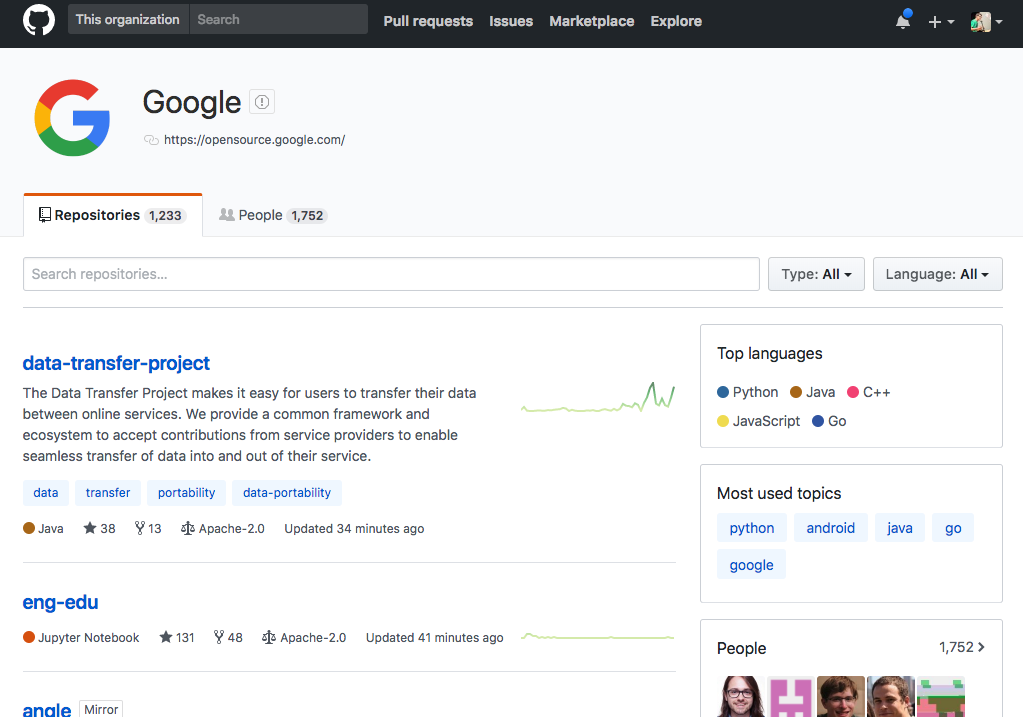 This organization Search Pull requests Issues Marketplace Explore
Google
https://opensource.google.com/
Repositories 1,233 People 1,752
Search repositories... Type: All Language: All
data-transfer-project
The Data Transfer Project makes it easy for users to transfer their data
between online services. We provide a common framework and
ecosystem to accept contributions from service providers to enable
seamless transfer of data into and out of their service.
data transfer portability data-portability
Java 38 13 Apache-2.0 Updated 34 minutes ago
eng-edu
Jupyter Notebook 131 48 Apache-2.0 Updated 41 minutes ago
angle Mirror
Top languages
Python Java C++
JavaScript Go
Most used topics
python android java go
google
People 1,752